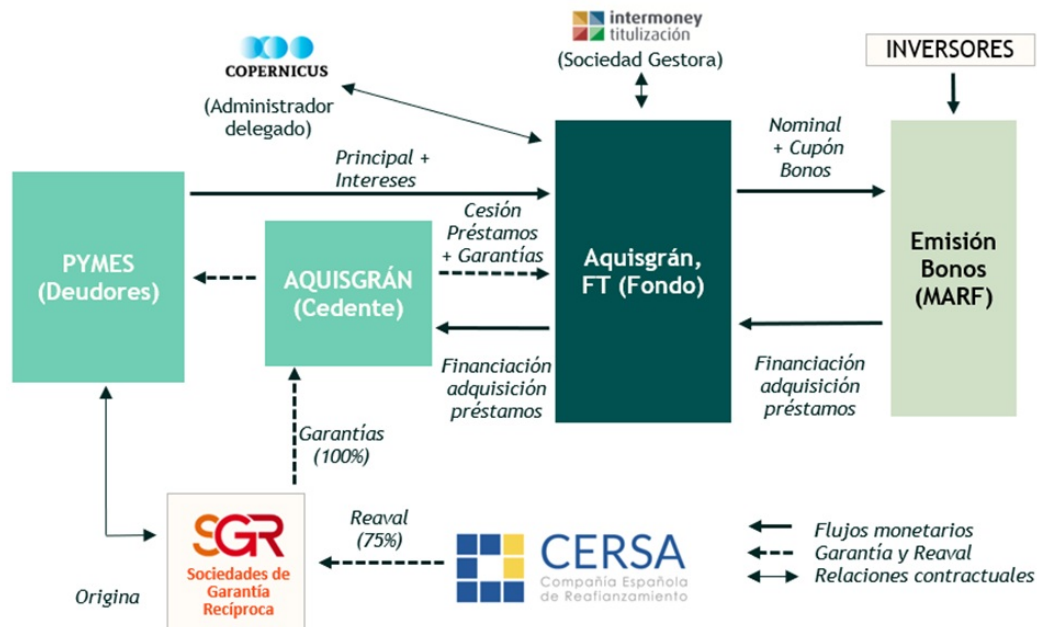 intermoney
titulización
(Sociedad Gestora)
INVERSORES
COPERNICUS
(Administrador
delegado)
Principal +
Intereses
Nominal
+ Cupón
Bonos
Cesión
Préstamos
+ Garantías
PYMES
(Deudores)
AQUISGRÁN
(Cedente)
Aquisgrán,
FT (Fondo)
Emisión
Bonos
(MARF)
Financiación
adquisición
préstamos
Financiación
adquisición
préstamos
Garantías
(100%)
SGR
Sociedades de
Garantía
Recíproca
Origina
Reaval
(75%)
CERSA
Compañía Española
de Reafianzamiento
Flujos monetarios
Garantía y Reaval
Relaciones contractuales